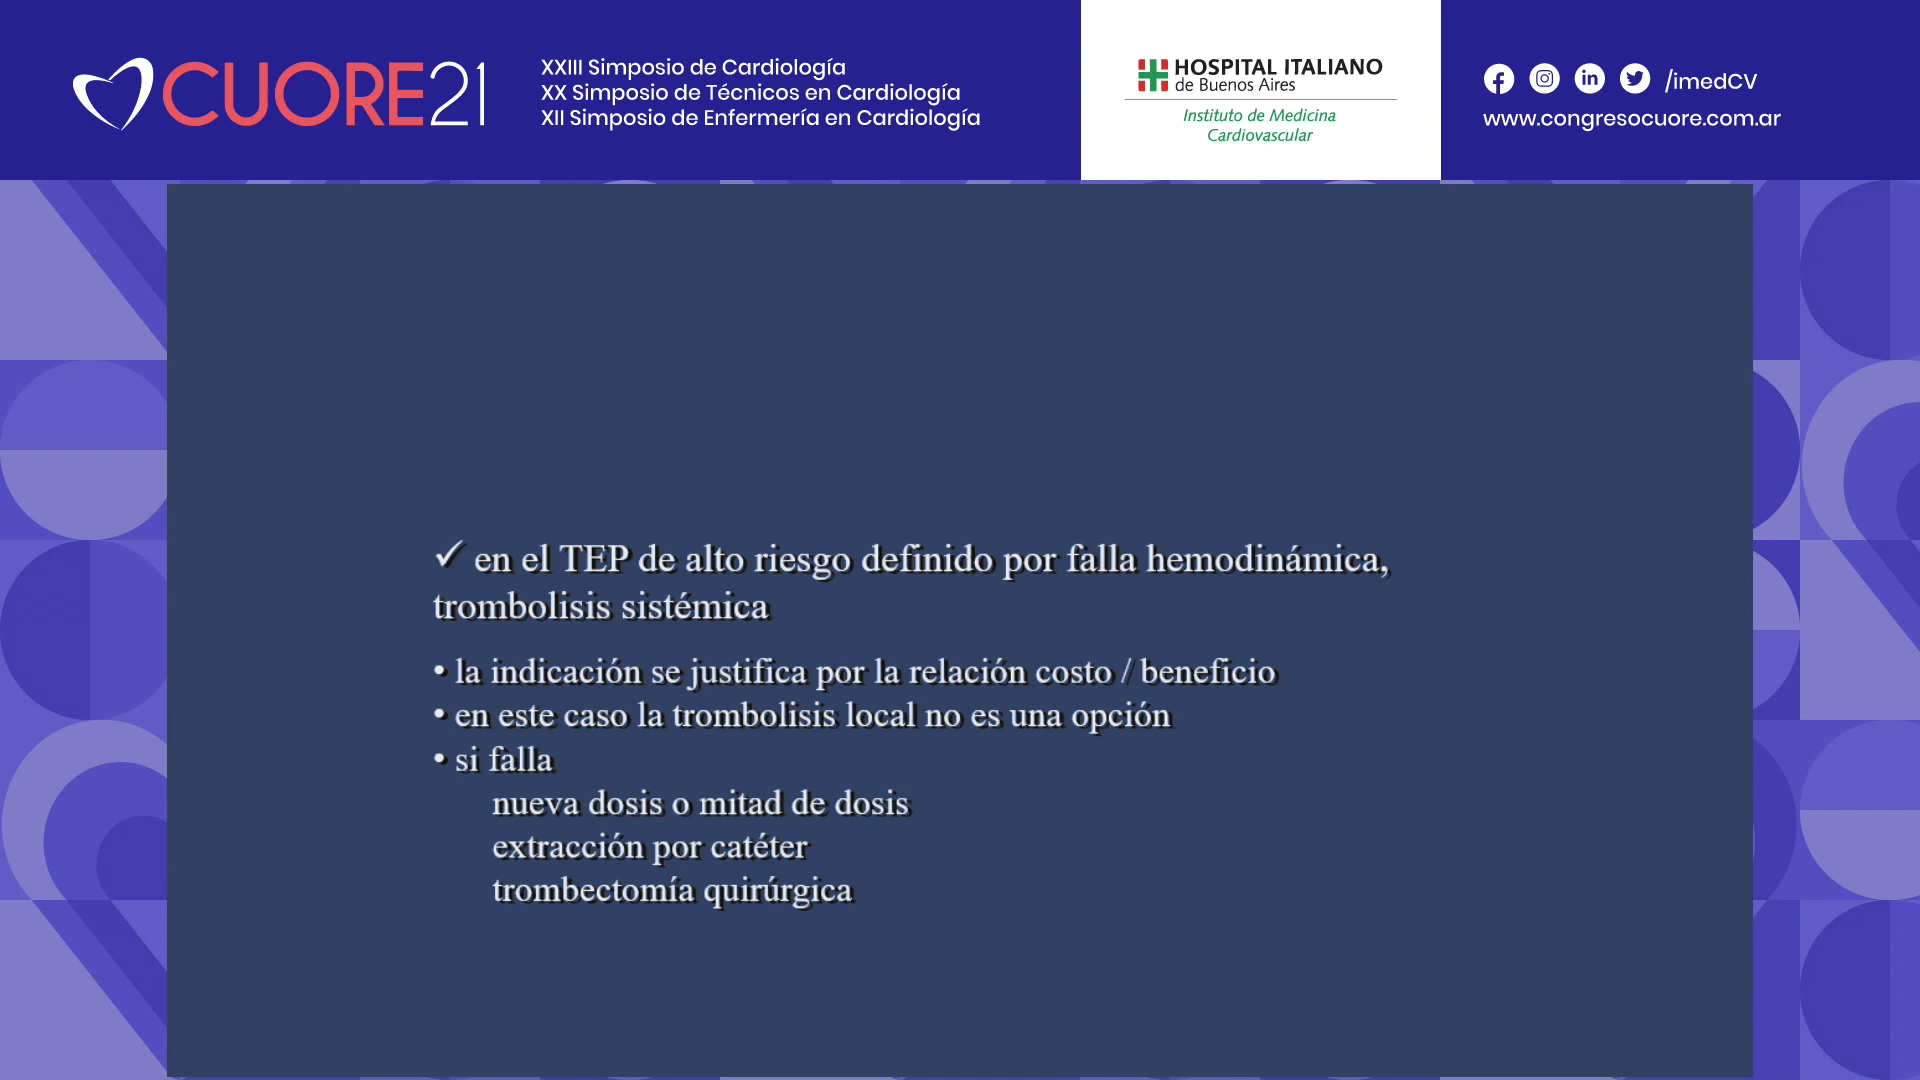 CUORE21
XXIII Simposio de Cardiología
XX Simposio de Técnicos en Cardiología
XII Simposio de Enfermería en Cardiología
HOSPITAL ITALIANO
de Buenos Aires
Instituto de Medicina
Cardiovascular
/imedCV
www.congresocuore.com.ar
✓ en el TEP de alto riesgo definido por falla hemodinámica,
trombolisis sistémica
• la indicación se justifica por la relación costo / beneficio
• en este caso la trombolisis local no es una opción
• si falla
nueva dosis o mitad de dosis
extracción por catéter
trombectomía quirúrgica